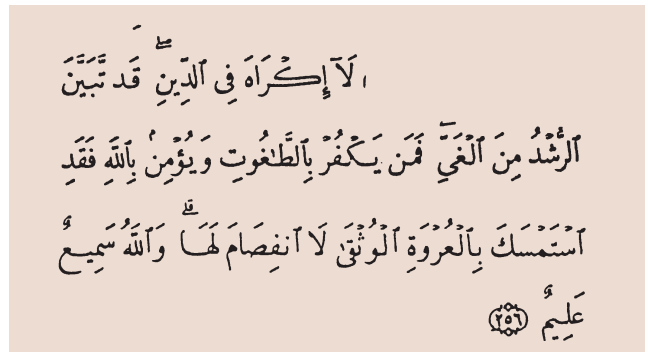 لَآ إِكْرَاهَ فِى ٱلدِّينِۖ قَد تَّبَيَّنَ
ٱلرُّشْدُ مِنَ ٱلْغَىِّۚ فَمَن يَكْفُرْ بِٱلطَّـٰغُوتِ وَيُؤْمِنۢ بِٱللَّهِ فَقَدِ
ٱسْتَمْسَكَ بِٱلْعُرْوَةِ ٱلْوُثْقَىٰ لَا ٱنفِصَامَ لَهَاۗ وَٱللَّهُ سَمِيعٌ
عَلِيمٌ ٢٥٦